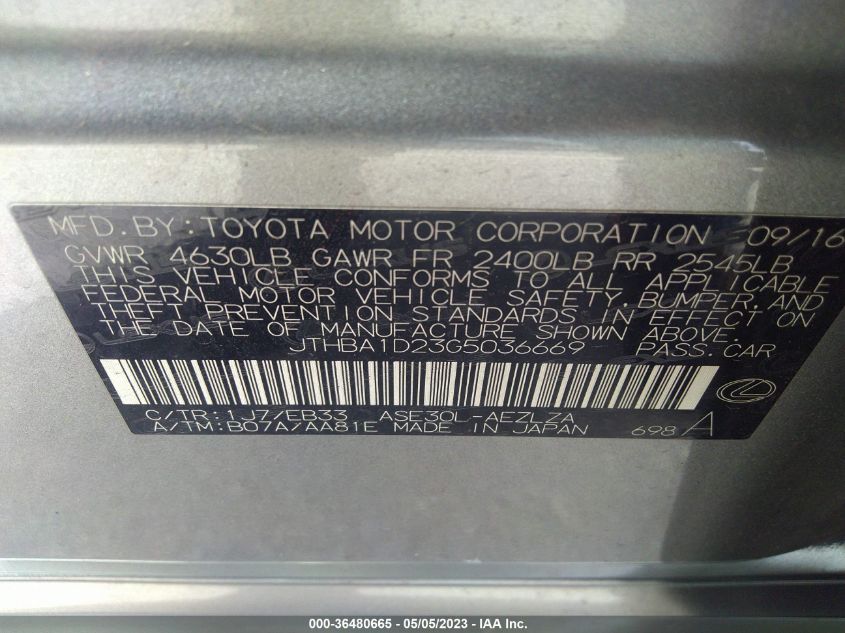 MFD. BY: TOYOTA MOTOR CORPORATION 09/16
GVWR 4630LB GAWR FR 2400LB RR 2545LB
THIS VEHICLE CONFORMS TO ALL APPLICABLE
FEDERAL MOTOR VEHICLE SAFETY, BUMPER, AND
THEFT PREVENTION STANDARDS IN EFFECT ON
THE DATE OF MANUFACTURE SHOWN ABOVE.
JTHBA1D23G5036669 PASS. CAR
C/TR: 1J7/EB33 ASE30L-AEZLZA
A/TM: B07A/AA81E MADE IN JAPAN 698 A
000-36480665 - 05/05/2023 - IAA Inc.